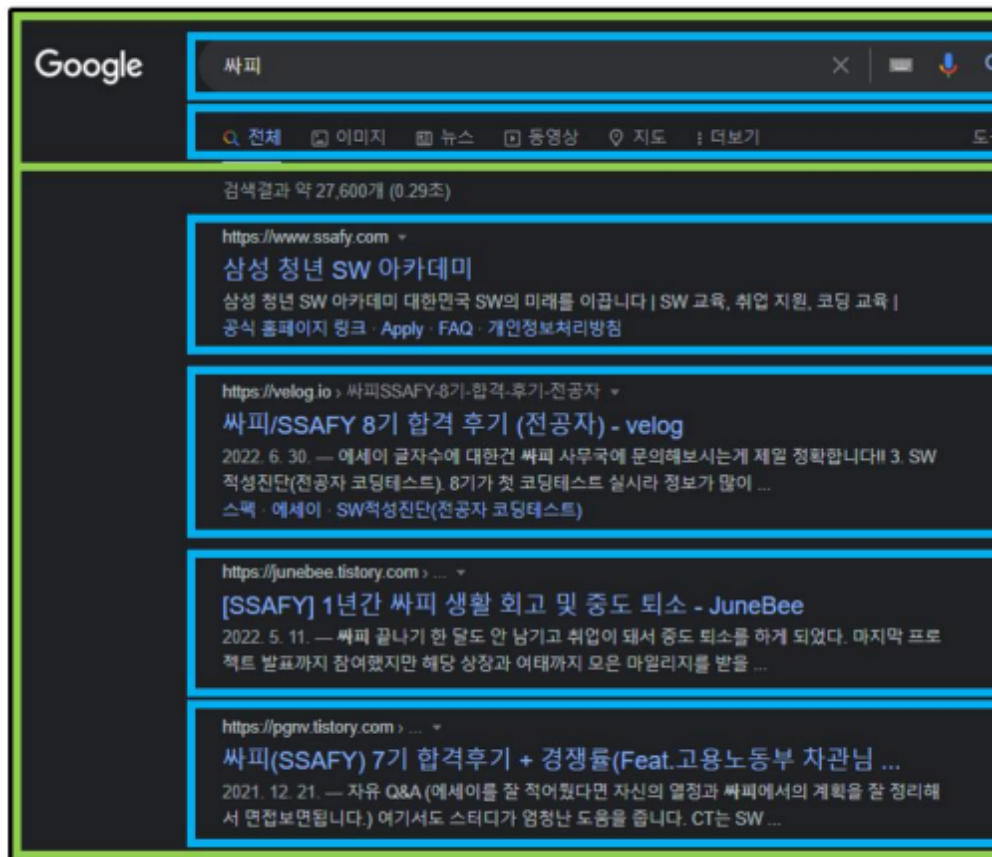 Google
싸피
전체 이미지 뉴스 동영상 지도 더보기
검색결과 약 27,600개 (0.29초)
https://www.ssafy.com
삼성 청년 SW 아카데미
삼성 청년 SW 아카데미 대한민국 SW의 미래를 이끕니다 | SW 교육, 취업 지원, 코딩 교육 |
공식 홈페이지 링크 · Apply · FAQ · 개인정보처리방침
https://velog.io › 싸피SSAFY-8기-합격-후기-전공자
싸피/SSAFY 8기 합격 후기 (전공자) - velog
2022. 6. 30. — 에세이 글자수에 대한건 싸피 사무국에 문의해보시는게 제일 정확합니다!! 3. SW
적성진단(전공자 코딩테스트). 8기가 첫 코딩테스트 실시라 정보가 많이 ...
스펙 · 에세이 · SW적성진단(전공자 코딩테스트)
https://junebee.tistory.com › ...
[SSAFY] 1년간 싸피 생활 회고 및 중도 퇴소 - JuneBee
2022. 5. 11. — 싸피 끝나기 한 달도 안 남기고 취업이 돼서 중도 퇴소를 하게 되었다. 마지막 프로
젝트 발표까지 참여했지만 해당 상장과 여태까지 모은 마일리지를 받을 ...
https://pgnv.tistory.com › ...
싸피(SSAFY) 7기 합격후기 + 경쟁률(Feat.고용노동부 차관님 ...
2021. 12. 21. — 자유 Q&A (에세이를 잘 적어뒀다면 자신의 열정과 싸피에서의 계획을 잘 정리해
서 면접보면됩니다.) 여기서도 스터디가 엄청난 도움을 줍니다. CT는 SW ...